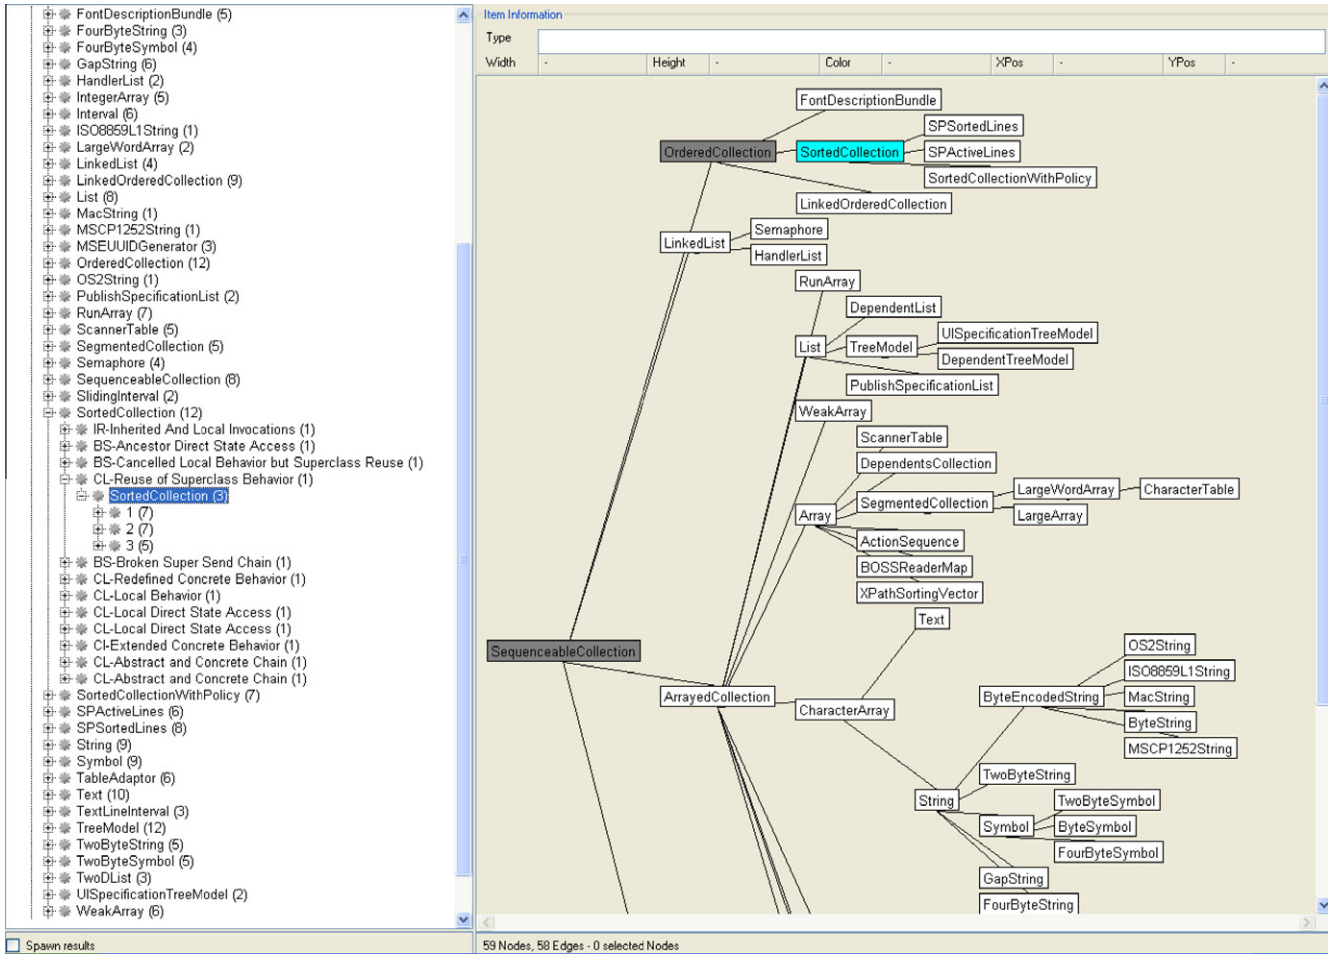 FontDescriptionBundle (5)
FourByteString (3)
FourByteSymbol (4)
GapString (6)
HandlerList (2)
IntegerArray (5)
Interval (6)
ISO8859L1String (1)
LargeWordArray (2)
LinkedList (4)
LinkedOrderedCollection (9)
List (8)
MacString (1)
MSCP1252String (1)
MSEUUIDGenerator (3)
OrderedCollection (12)
OS2String (1)
PublishSpecificationList (2)
RunArray (7)
ScannerTable (5)
SegmentedCollection (5)
Semaphore (4)
SequenceableCollection (8)
SlidingInterval (2)
SortedCollection (12)
IR-Inherited And Local Invocations (1)
BS-Ancestor Direct State Access (1)
BS-Cancelled Local Behavior but Superclass Reuse (1)
CL-Reuse of Superclass Behavior (1)
SortedCollection (3)
1 (7)
2 (7)
3 (5)
BS-Broken Super Send Chain (1)
CL-Redefined Concrete Behavior (1)
CL-Local Behavior (1)
CL-Local Direct State Access (1)
CL-Local Direct State Access (1)
CL-Extended Concrete Behavior (1)
CL-Abstract and Concrete Chain (1)
CL-Abstract and Concrete Chain (1)
SortedCollectionWithPolicy (7)
SPActiveLines (6)
SPSortedLines (8)
String (9)
Symbol (9)
TableAdaptor (6)
Text (10)
TextLineInterval (3)
TreeModel (12)
TwoByteString (5)
TwoByteSymbol (5)
TwoDList (3)
UISpecificationTreeModel (2)
WeakArray (6)
Spawn results
Item Information
Type
Width - Height - Color - XPos - YPos -
FontDescriptionBundle
SPSortedLines
OrderedCollection
SortedCollection
SPActiveLines
SortedCollectionWithPolicy
LinkedOrderedCollection
Semaphore
LinkedList
HandlerList
RunArray
DependentList
UISpecificationTreeModel
List
TreeModel
DependentTreeModel
PublishSpecificationList
WeakArray
ScannerTable
DependentsCollection
LargeWordArray
CharacterTable
SegmentedCollection
Array
LargeArray
ActionSequence
BOSSReaderMap
XPathSortingVector
Text
OS2String
SequenceableCollection
ISO8859L1String
ArrayedCollection
ByteEncodedString
MacString
CharacterArray
ByteString
MSCP1252String
TwoByteString
String
TwoByteSymbol
Symbol
ByteSymbol
FourByteSymbol
GapString
FourByteString
59 Nodes, 58 Edges - 0 selected Nodes